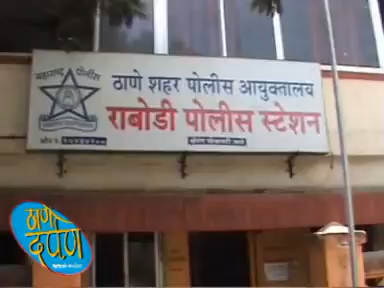 महाराष्ट्र पोलीस
ठाणे शहर पोलीस आयुक्तालय
राबोडी पोलीस स्टेशन
ठाणे
दर्पण